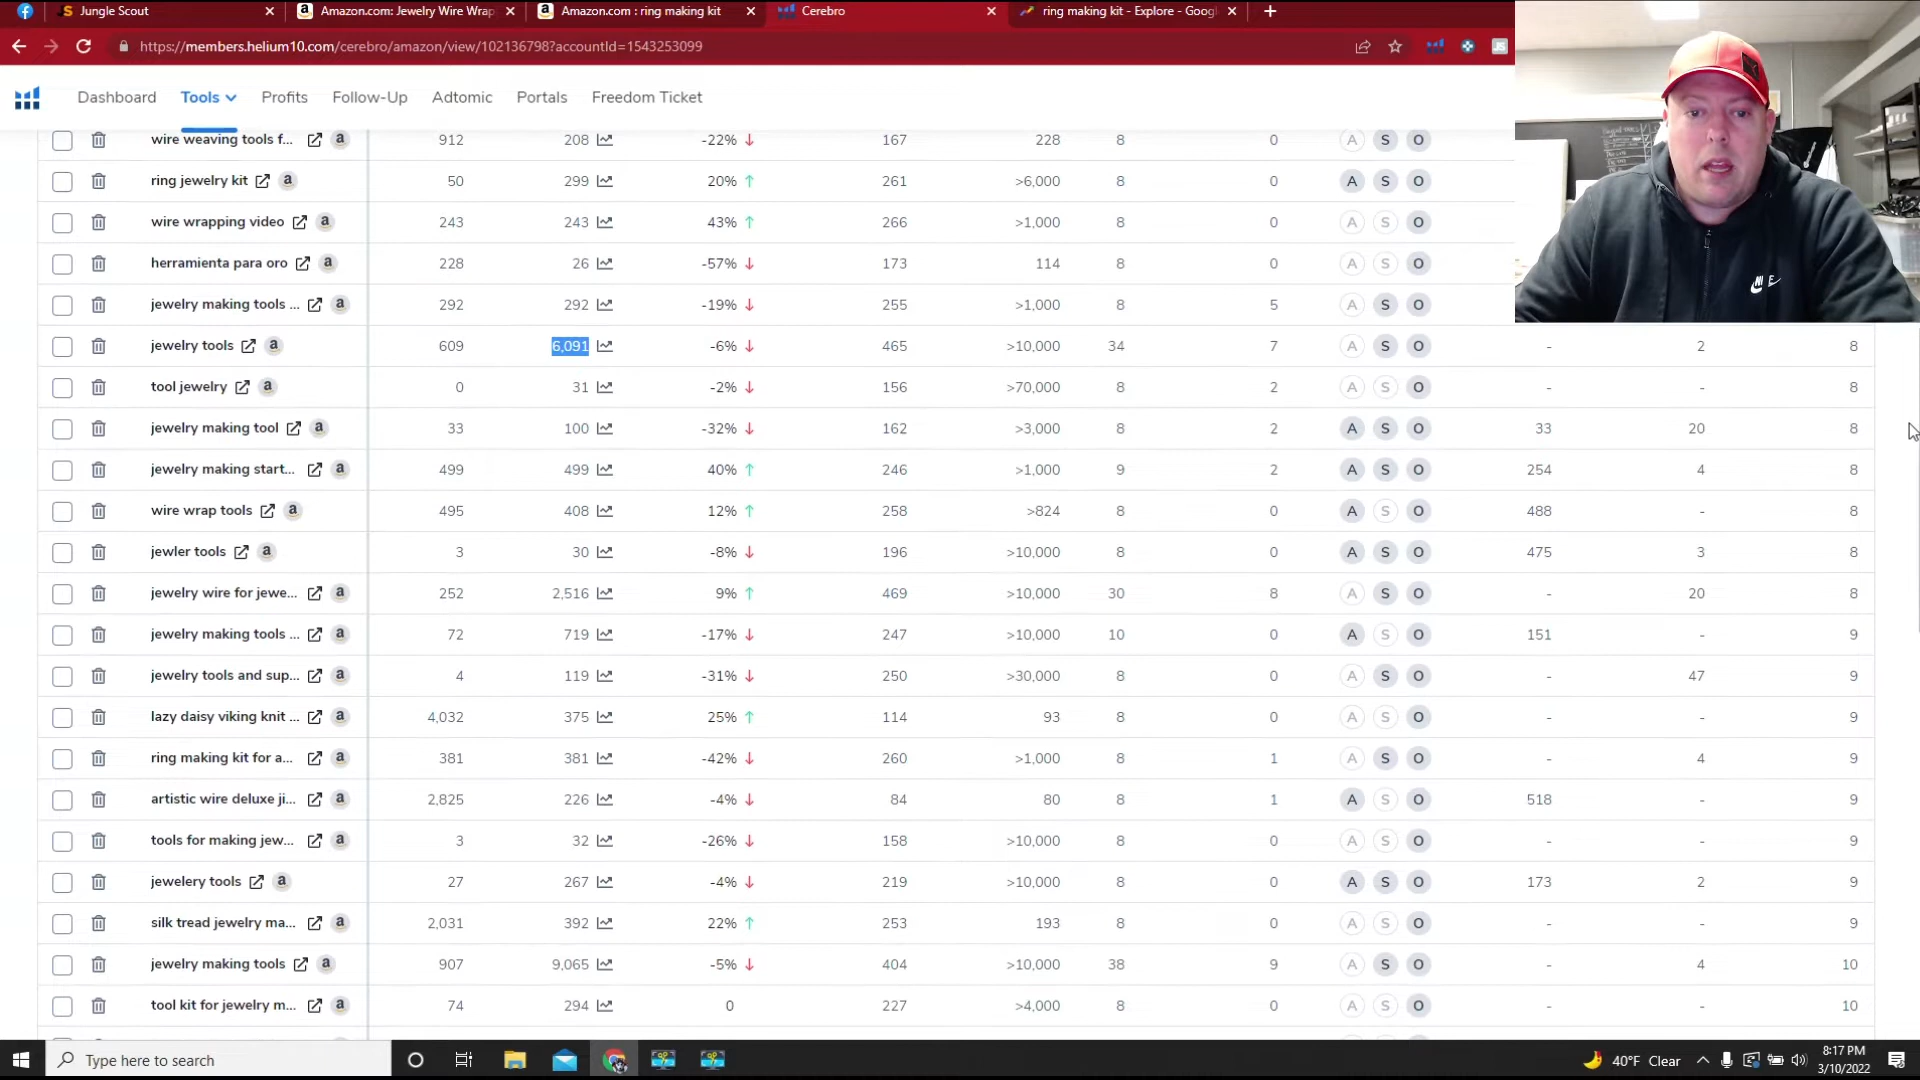 Jungle Scout
Amazon.com: Jewelry Wire Wrap
Amazon.com : ring making kit
Cerebro
ring making kit - Explore - Googl
https://members.helium10.com/cerebro/amazon/view/102136798?accountId=1543253099
Dashboard Tools Profits Follow-Up Adtomic Portals Freedom Ticket
wire weaving tools f... a 912 208 -22% 167 228 8 0 A S O
ring jewelry kit a 50 299 20% 261 >6,000 8 0 A S O
wire wrapping video a 243 243 43% 266 >1,000 8 0 A S O
herramienta para oro a 228 26 -57% 173 114 8 0 A S O
jewelry making tools ... a 292 292 -19% 255 >1,000 8 5 A S O
jewelry tools a 609 6,091 -6% 465 >10,000 34 7 A S O - 2 8
tool jewelry a 0 31 -2% 156 >70,000 8 2 A S O - - 8
jewelry making tool a 33 100 -32% 162 >3,000 8 2 A S O 33 20 8
jewelry making start... a 499 499 40% 246 >1,000 9 2 A S O 254 4 8
wire wrap tools a 495 408 12% 258 >824 8 0 A S O 488 - 8
jewler tools a 3 30 -8% 196 >10,000 8 0 A S O 475 3 8
jewelry wire for jewe... a 252 2,516 9% 469 >10,000 30 8 A S O - 20 8
jewelry making tools ... a 72 719 -17% 247 >10,000 10 0 A S O 151 - 9
jewelry tools and sup... a 4 119 -31% 250 >30,000 8 0 A S O - 47 9
lazy daisy viking knit ... a 4,032 375 25% 114 93 8 0 A S O - - 9
ring making kit for a... a 381 381 -42% 260 >1,000 8 1 A S O - 4 9
artistic wire deluxe ji... a 2,825 226 -4% 84 80 8 1 A S O 518 - 9
tools for making jew... a 3 32 -26% 158 >10,000 8 0 A S O - - 9
jewelery tools a 27 267 -4% 219 >10,000 8 0 A S O 173 2 9
silk tread jewelry ma... a 2,031 392 22% 253 193 8 0 A S O - - 9
jewelry making tools a 907 9,065 -5% 404 >10,000 38 9 A S O - 4 10
tool kit for jewelry m... a 74 294 0 227 >4,000 8 0 A S O - - 10
Type here to search
40°F Clear
8:17 PM
3/10/2022